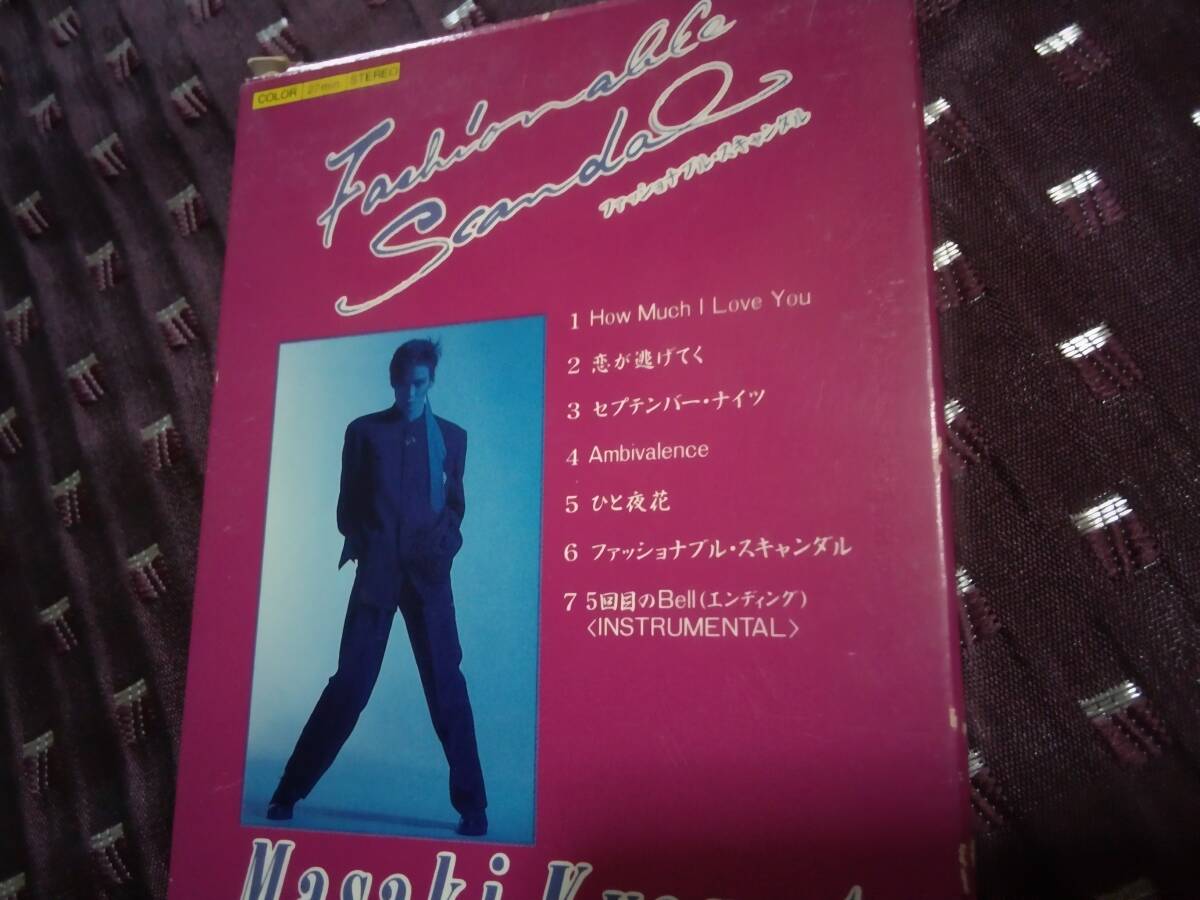 COLOR 27min STEREO
Fashionable
Scandal
ファッショナブル・スキャンダル
1 How Much I Love You
2 恋が逃げてく
3 セプテンバー・ナイツ
4 Ambivalence
5 ひと夜花
6 ファッショナブル・スキャンダル
7 5回目のBell(エンディング)
〈INSTRUMENTAL〉
Masaki